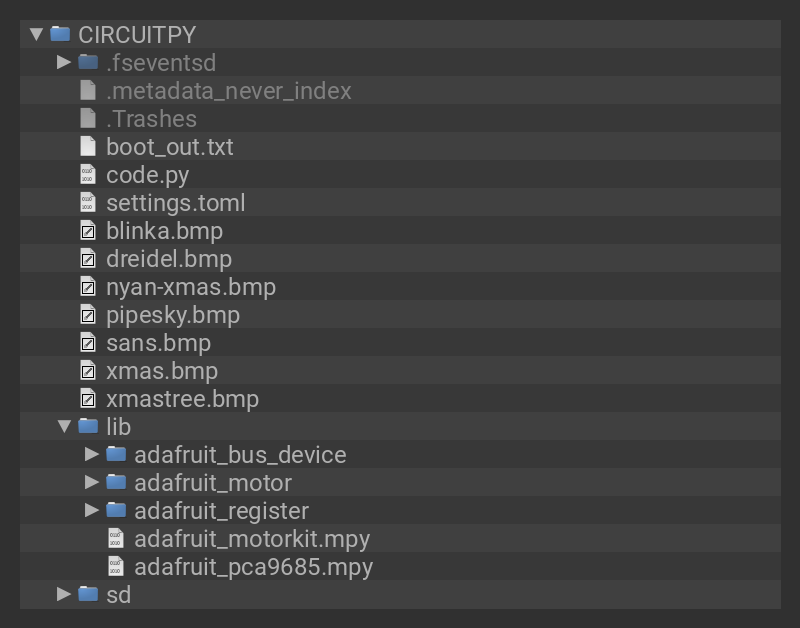 CIRCUITPY
.fseventsd
.metadata_never_index
.Trashes
boot_out.txt
code.py
settings.toml
blinka.bmp
dreidel.bmp
nyan-xmas.bmp
pipesky.bmp
sans.bmp
xmas.bmp
xmastree.bmp
lib
adafruit_bus_device
adafruit_motor
adafruit_register
adafruit_motorkit.mpy
adafruit_pca9685.mpy
sd